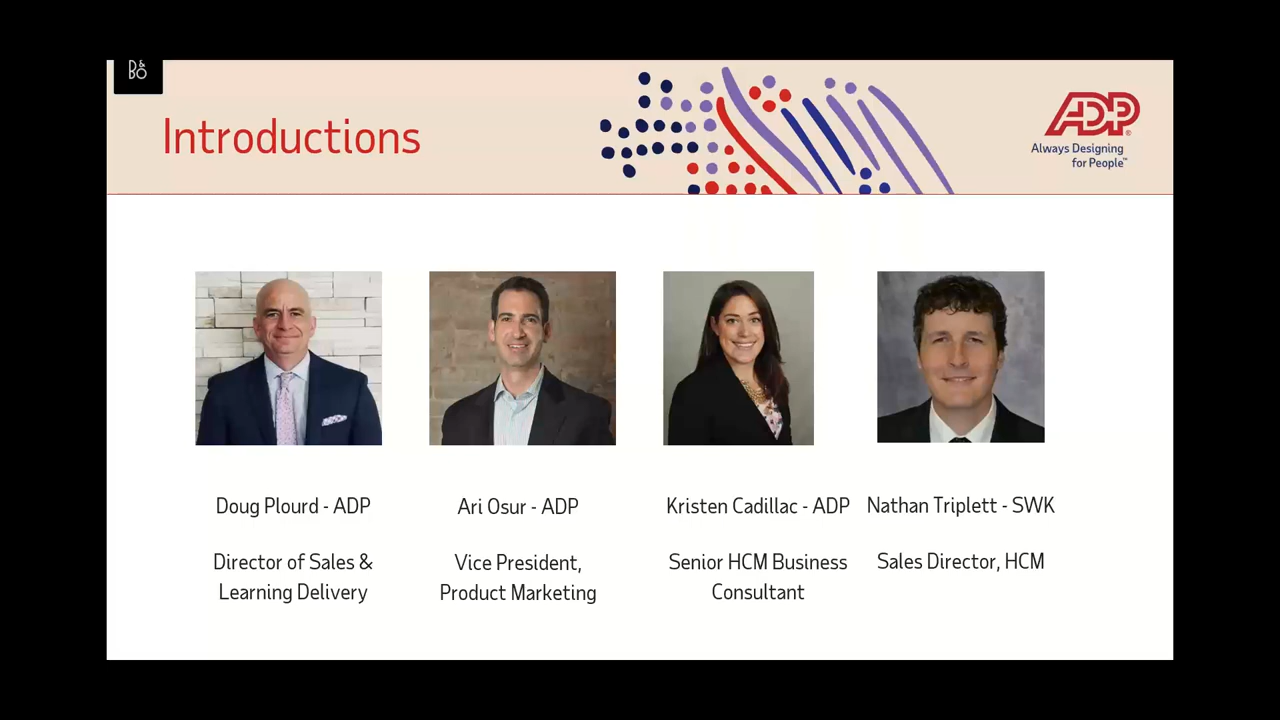 D&
BO
Introductions
ADP®
Always Designing
for People™
Doug Plourd - ADP
Director of Sales &
Learning Delivery
Ari Osur - ADP
Vice President,
Product Marketing
Kristen Cadillac - ADP
Senior HCM Business
Consultant
Nathan Triplett - SWK
Sales Director, HCM